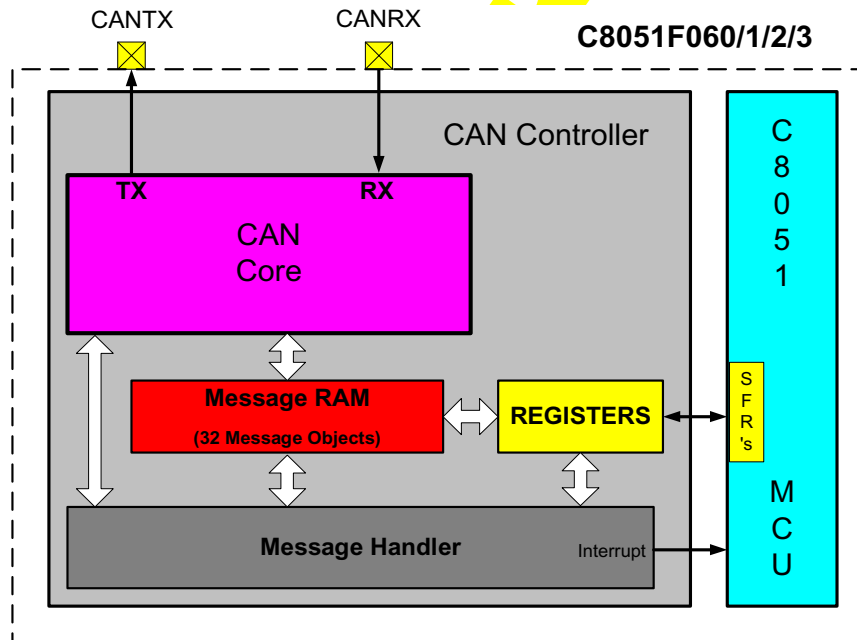 CANTX
CANRX
C8051F060/1/2/3
CAN Controller
TX
RX
CAN
Core
Message RAM
(32 Message Objects)
REGISTERS
Message Handler
Interrupt
C
8
0
5
1
S
F
R
's
M
C
U